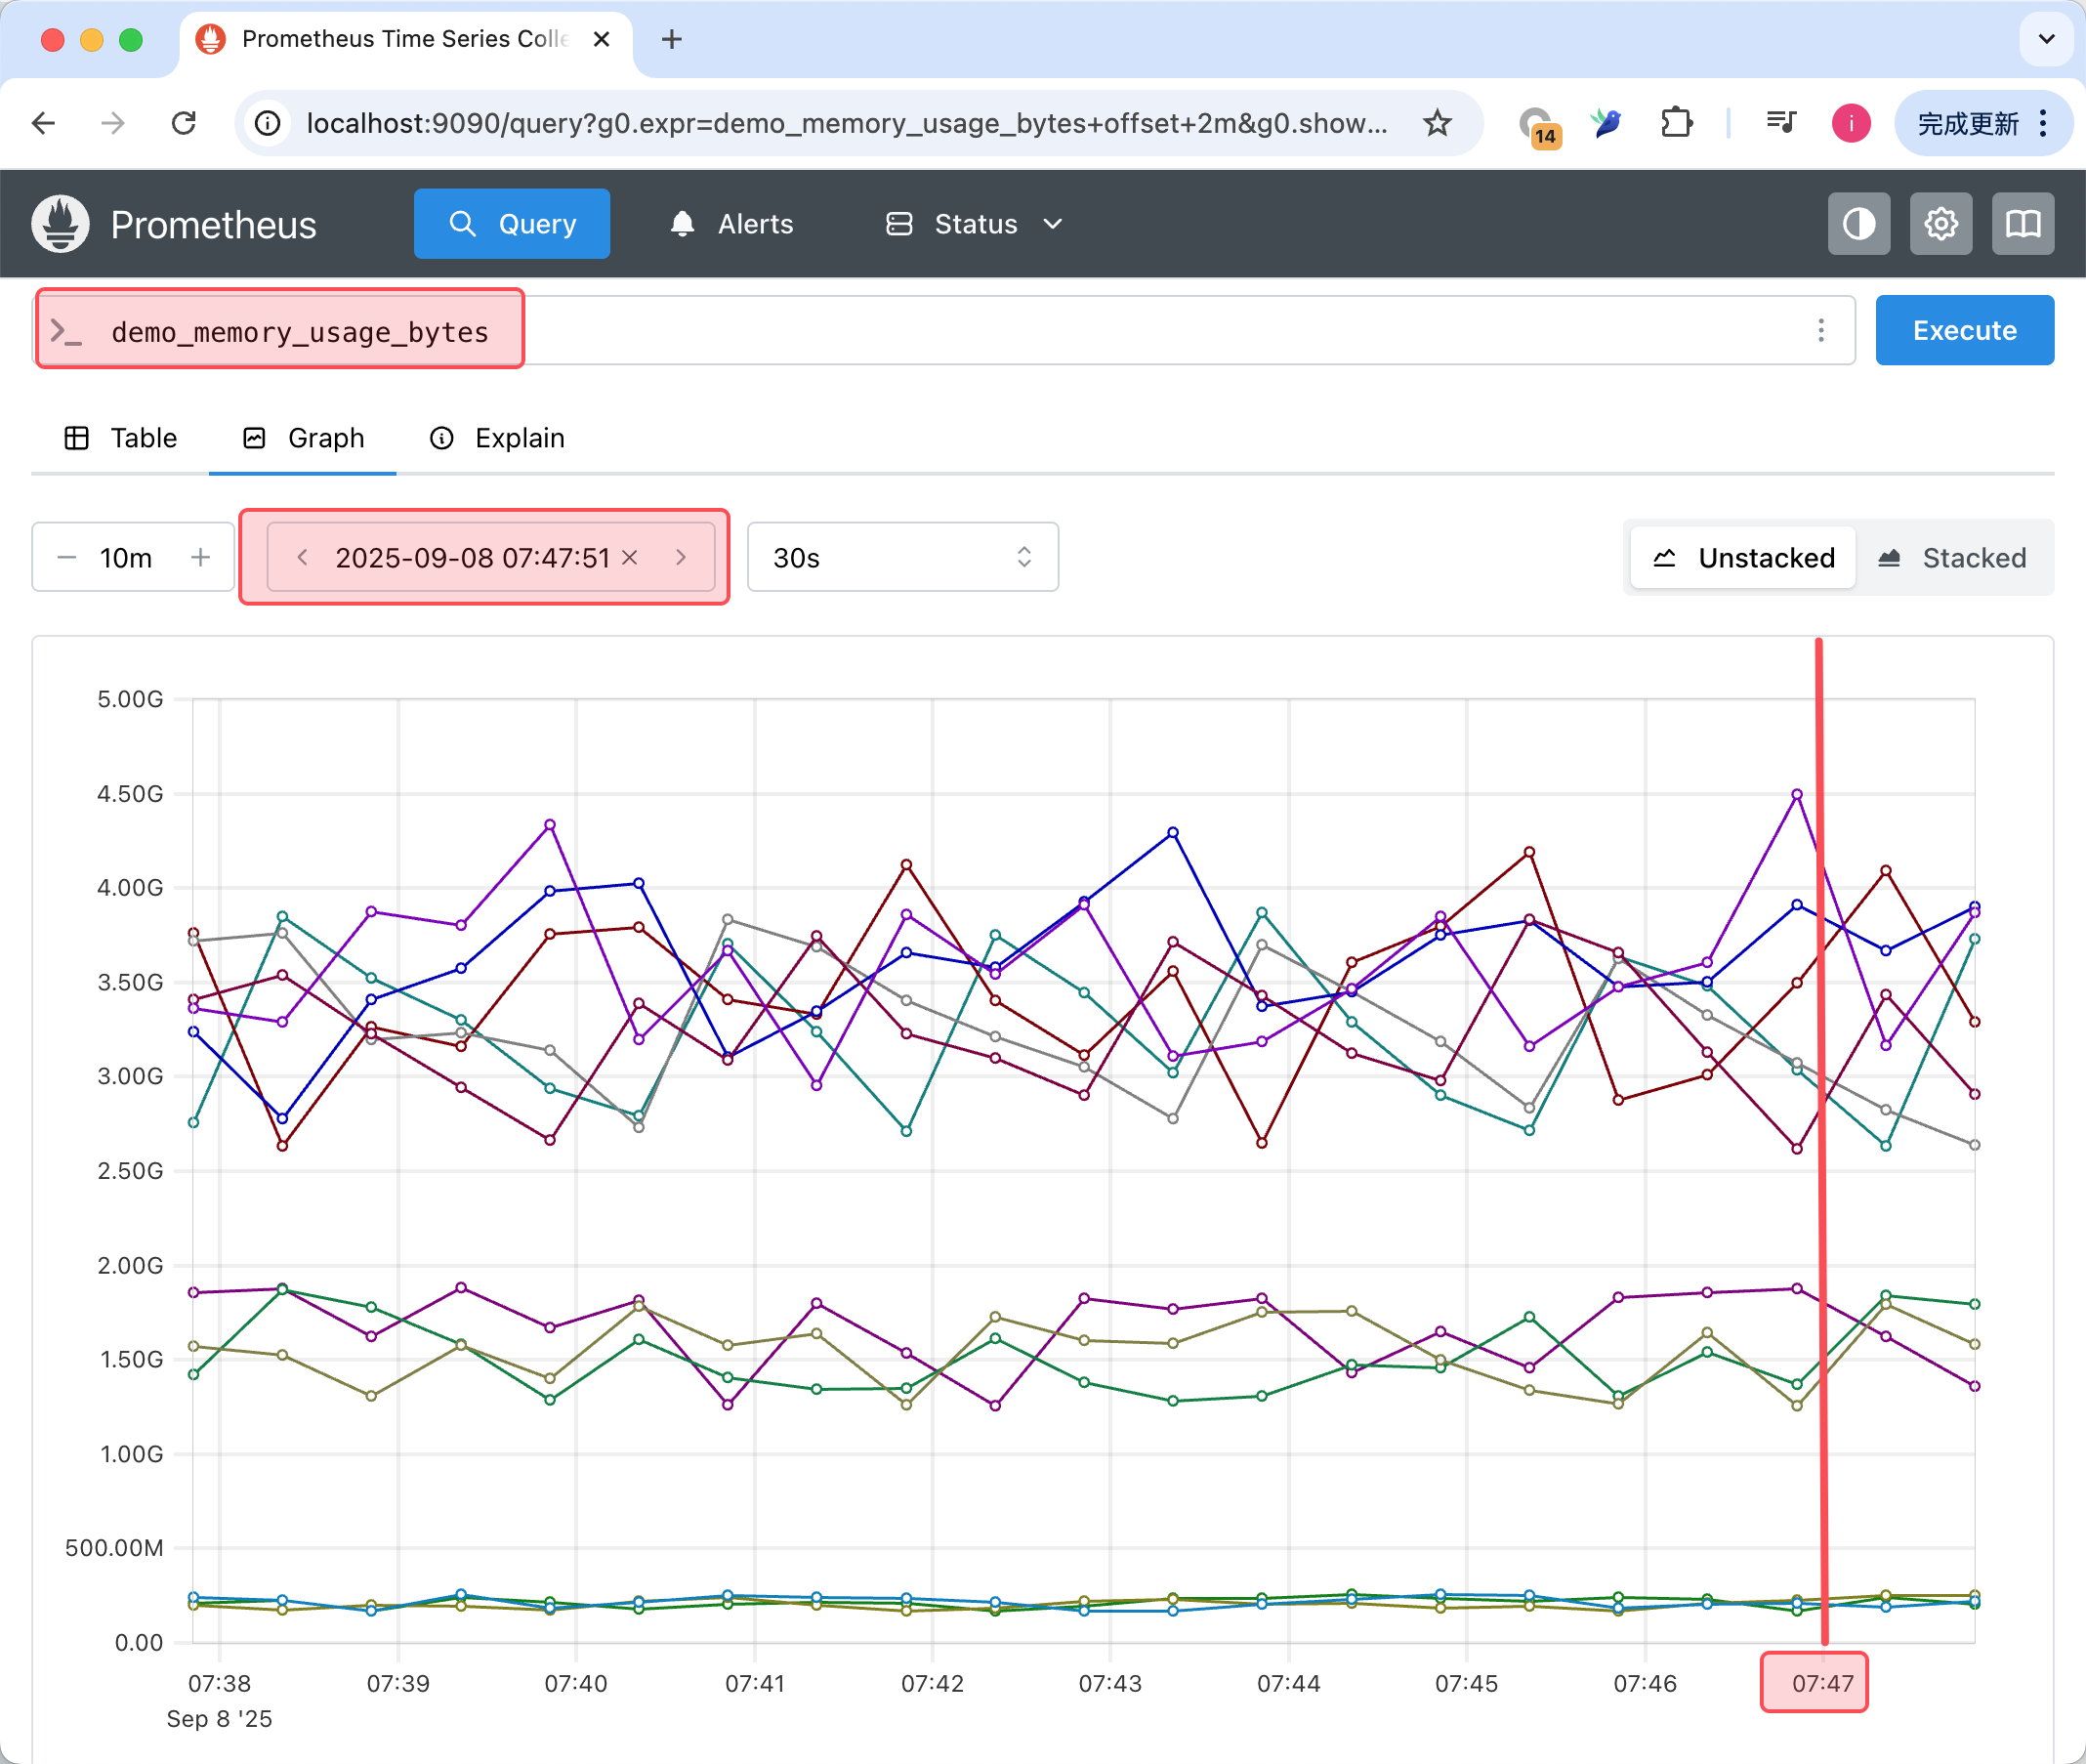 Prometheus Time Series Colle
localhost:9090/query?g0.expr=demo_memory_usage_bytes+offset+2m&g0.show...
14
i
完成更新
Prometheus
Query
Alerts
Status
demo_memory_usage_bytes
Execute
Table
Graph
Explain
10m
2025-09-08 07:47:51
30s
Unstacked
Stacked
5.00G
4.50G
4.00G
3.50G
3.00G
2.50G
2.00G
1.50G
1.00G
500.00M
0.00
07:38
07:39
07:40
07:41
07:42
07:43
07:44
07:45
07:46
07:47
Sep 8 '25